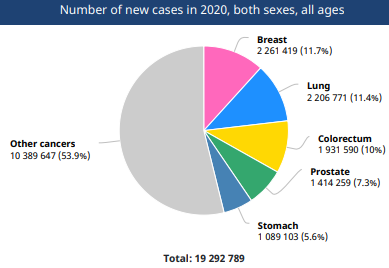 Number of new cases in 2020, both sexes, all ages
Breast
2 261 419 (11.7%)
Lung
2 206 771 (11.4%)
Colorectum
1 931 590 (10%)
Prostate
1 414 259 (7.3%)
Stomach
1 089 103 (5.6%)
Other cancers
10 389 647 (53.9%)
Total: 19 292 789